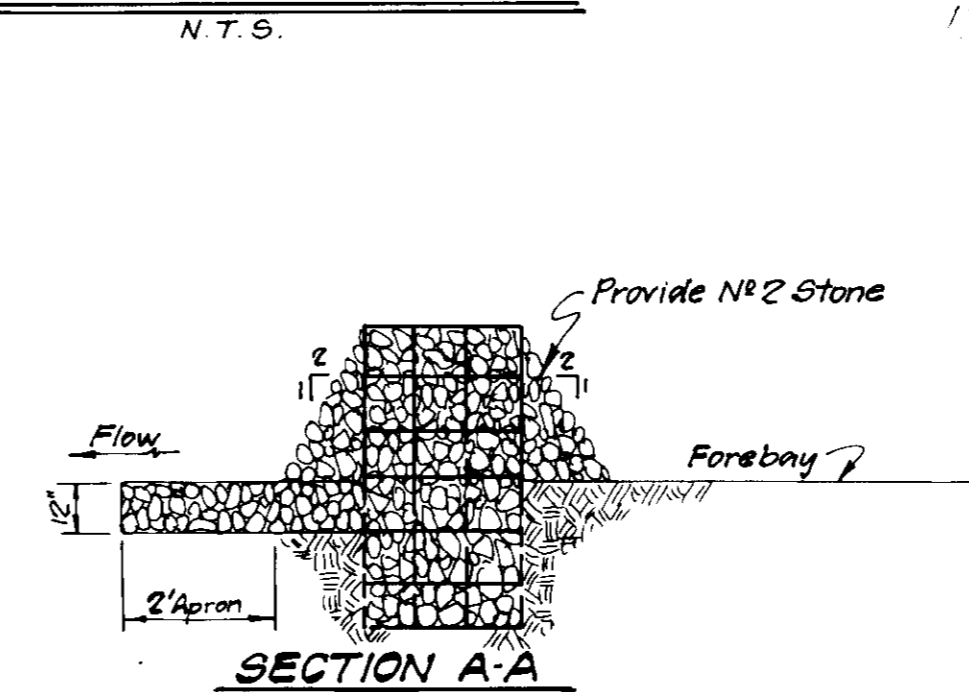 N.T.S.
Provide Nº 2 Stone
2
1
2
1
Flow
Forebay
12"
2' Apron
SECTION A-A